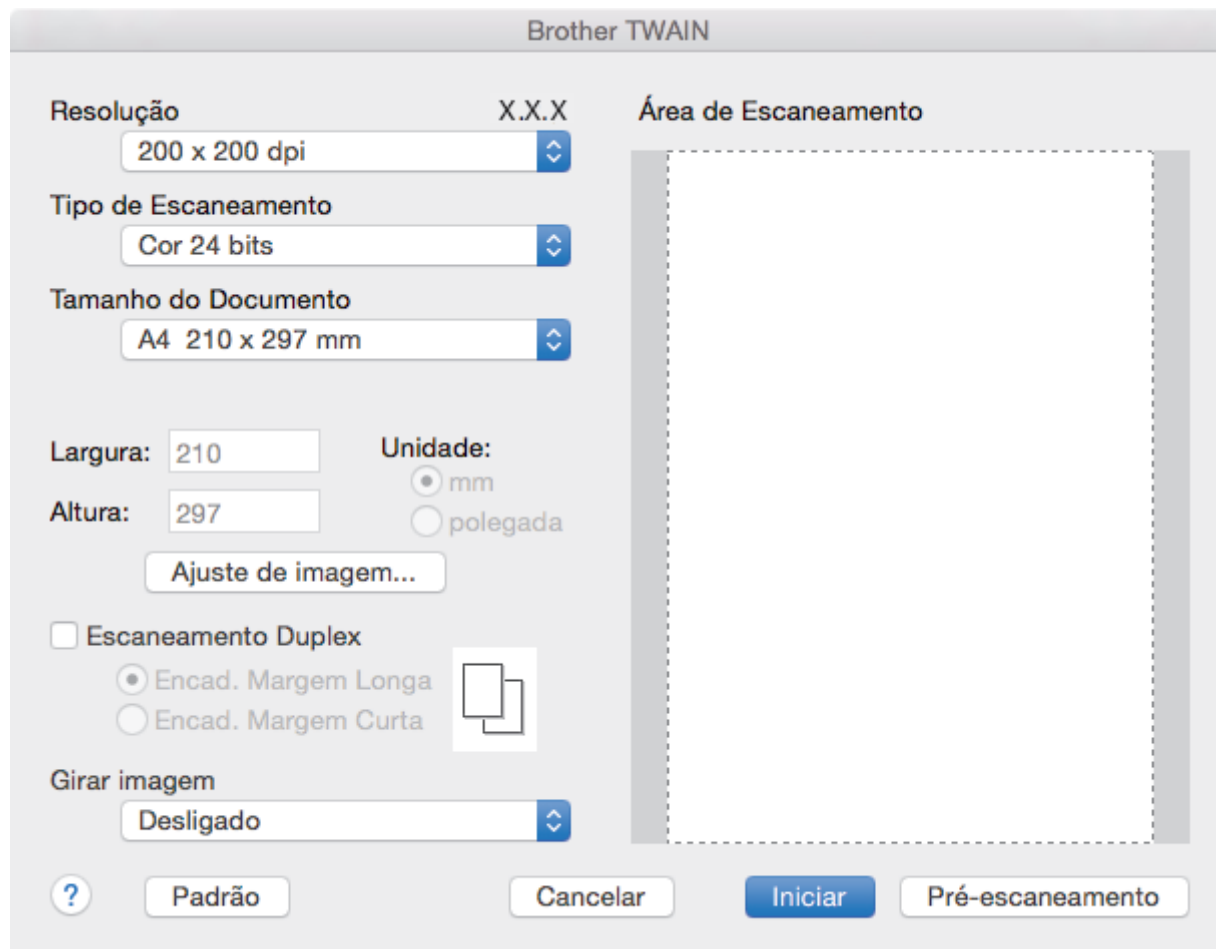 Brother TWAIN
Resolução X.X.X
200 x 200 dpi
Tipo de Escaneamento
Cor 24 bits
Tamanho do Documento
A4 210 x 297 mm
Largura: 210
Altura: 297
Unidade:
mm
polegada
Ajuste de imagem...
Escaneamento Duplex
Encad. Margem Longa
Encad. Margem Curta
Girar imagem
Desligado
Área de Escaneamento
? Padrão Cancelar Iniciar Pré-escaneamento